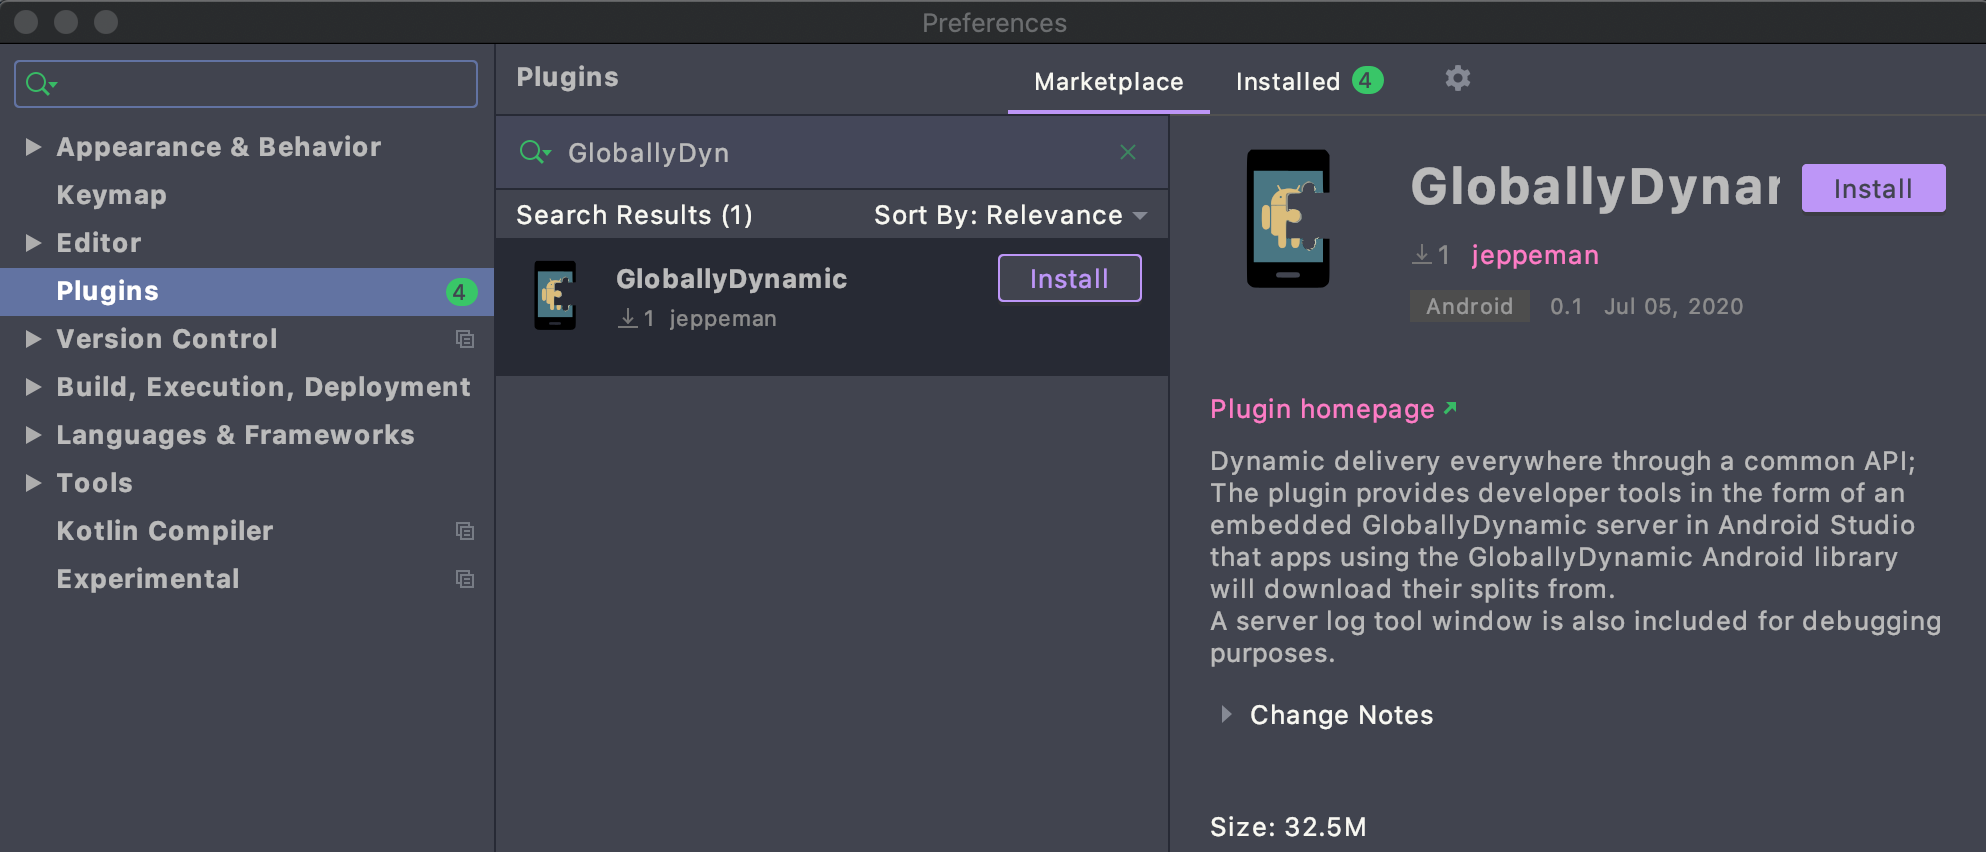 Preferences
Appearance & Behavior
Keymap
Editor
Plugins 4
Version Control
Build, Execution, Deployment
Languages & Frameworks
Tools
Kotlin Compiler
Experimental
Plugins
Marketplace
Installed 4
GloballyDyn
Search Results (1)
Sort By: Relevance
GloballyDynamic
Install
1 jeppeman
GloballyDynar
Install
1 jeppeman
Android 0.1 Jul 05, 2020
Plugin homepage
Dynamic delivery everywhere through a common API;
The plugin provides developer tools in the form of an
embedded GloballyDynamic server in Android Studio
that apps using the GloballyDynamic Android library
will download their splits from.
A server log tool window is also included for debugging
purposes.
Change Notes
Size: 32.5M